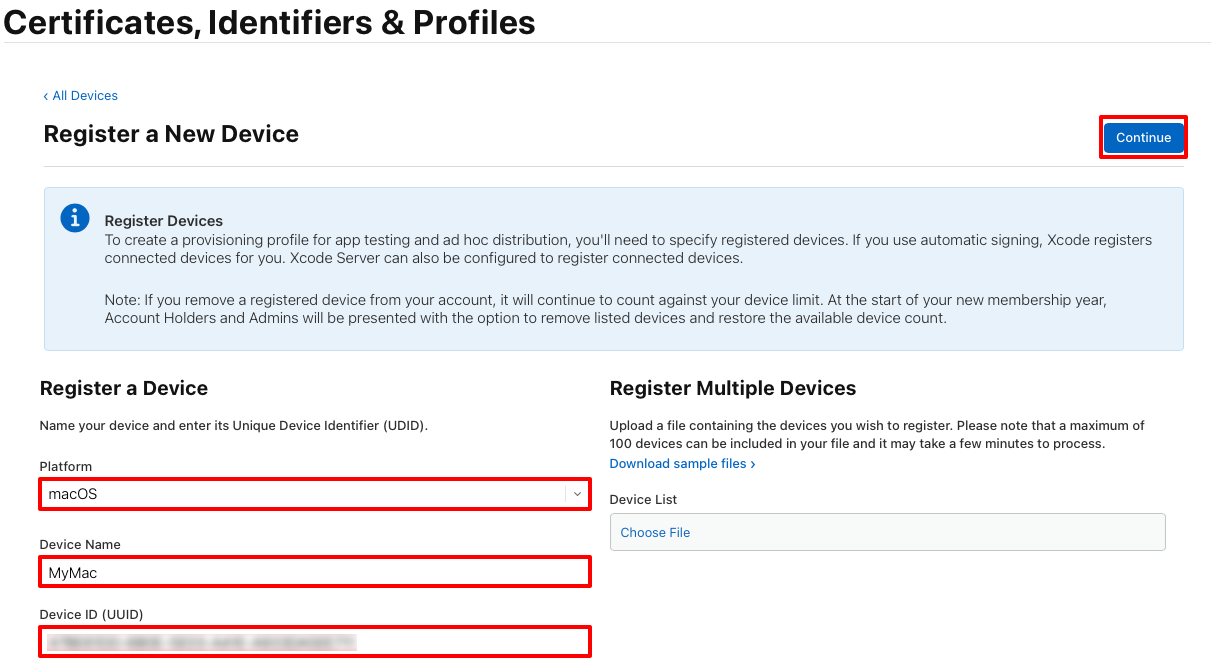 Certificates, Identifiers & Profiles
‹ All Devices
Register a New Device
Continue
Register Devices
To create a provisioning profile for app testing and ad hoc distribution, you'll need to specify registered devices. If you use automatic signing, Xcode registers
connected devices for you. Xcode Server can also be configured to register connected devices.
Note: If you remove a registered device from your account, it will continue to count against your device limit. At the start of your new membership year,
Account Holders and Admins will be presented with the option to remove listed devices and restore the available device count.
Register a Device
Name your device and enter its Unique Device Identifier (UDID).
Platform
macOS
Device Name
MyMac
Device ID (UUID)
Register Multiple Devices
Upload a file containing the devices you wish to register. Please note that a maximum of
100 devices can be included in your file and it may take a few minutes to process.
Download sample files ›
Device List
Choose File